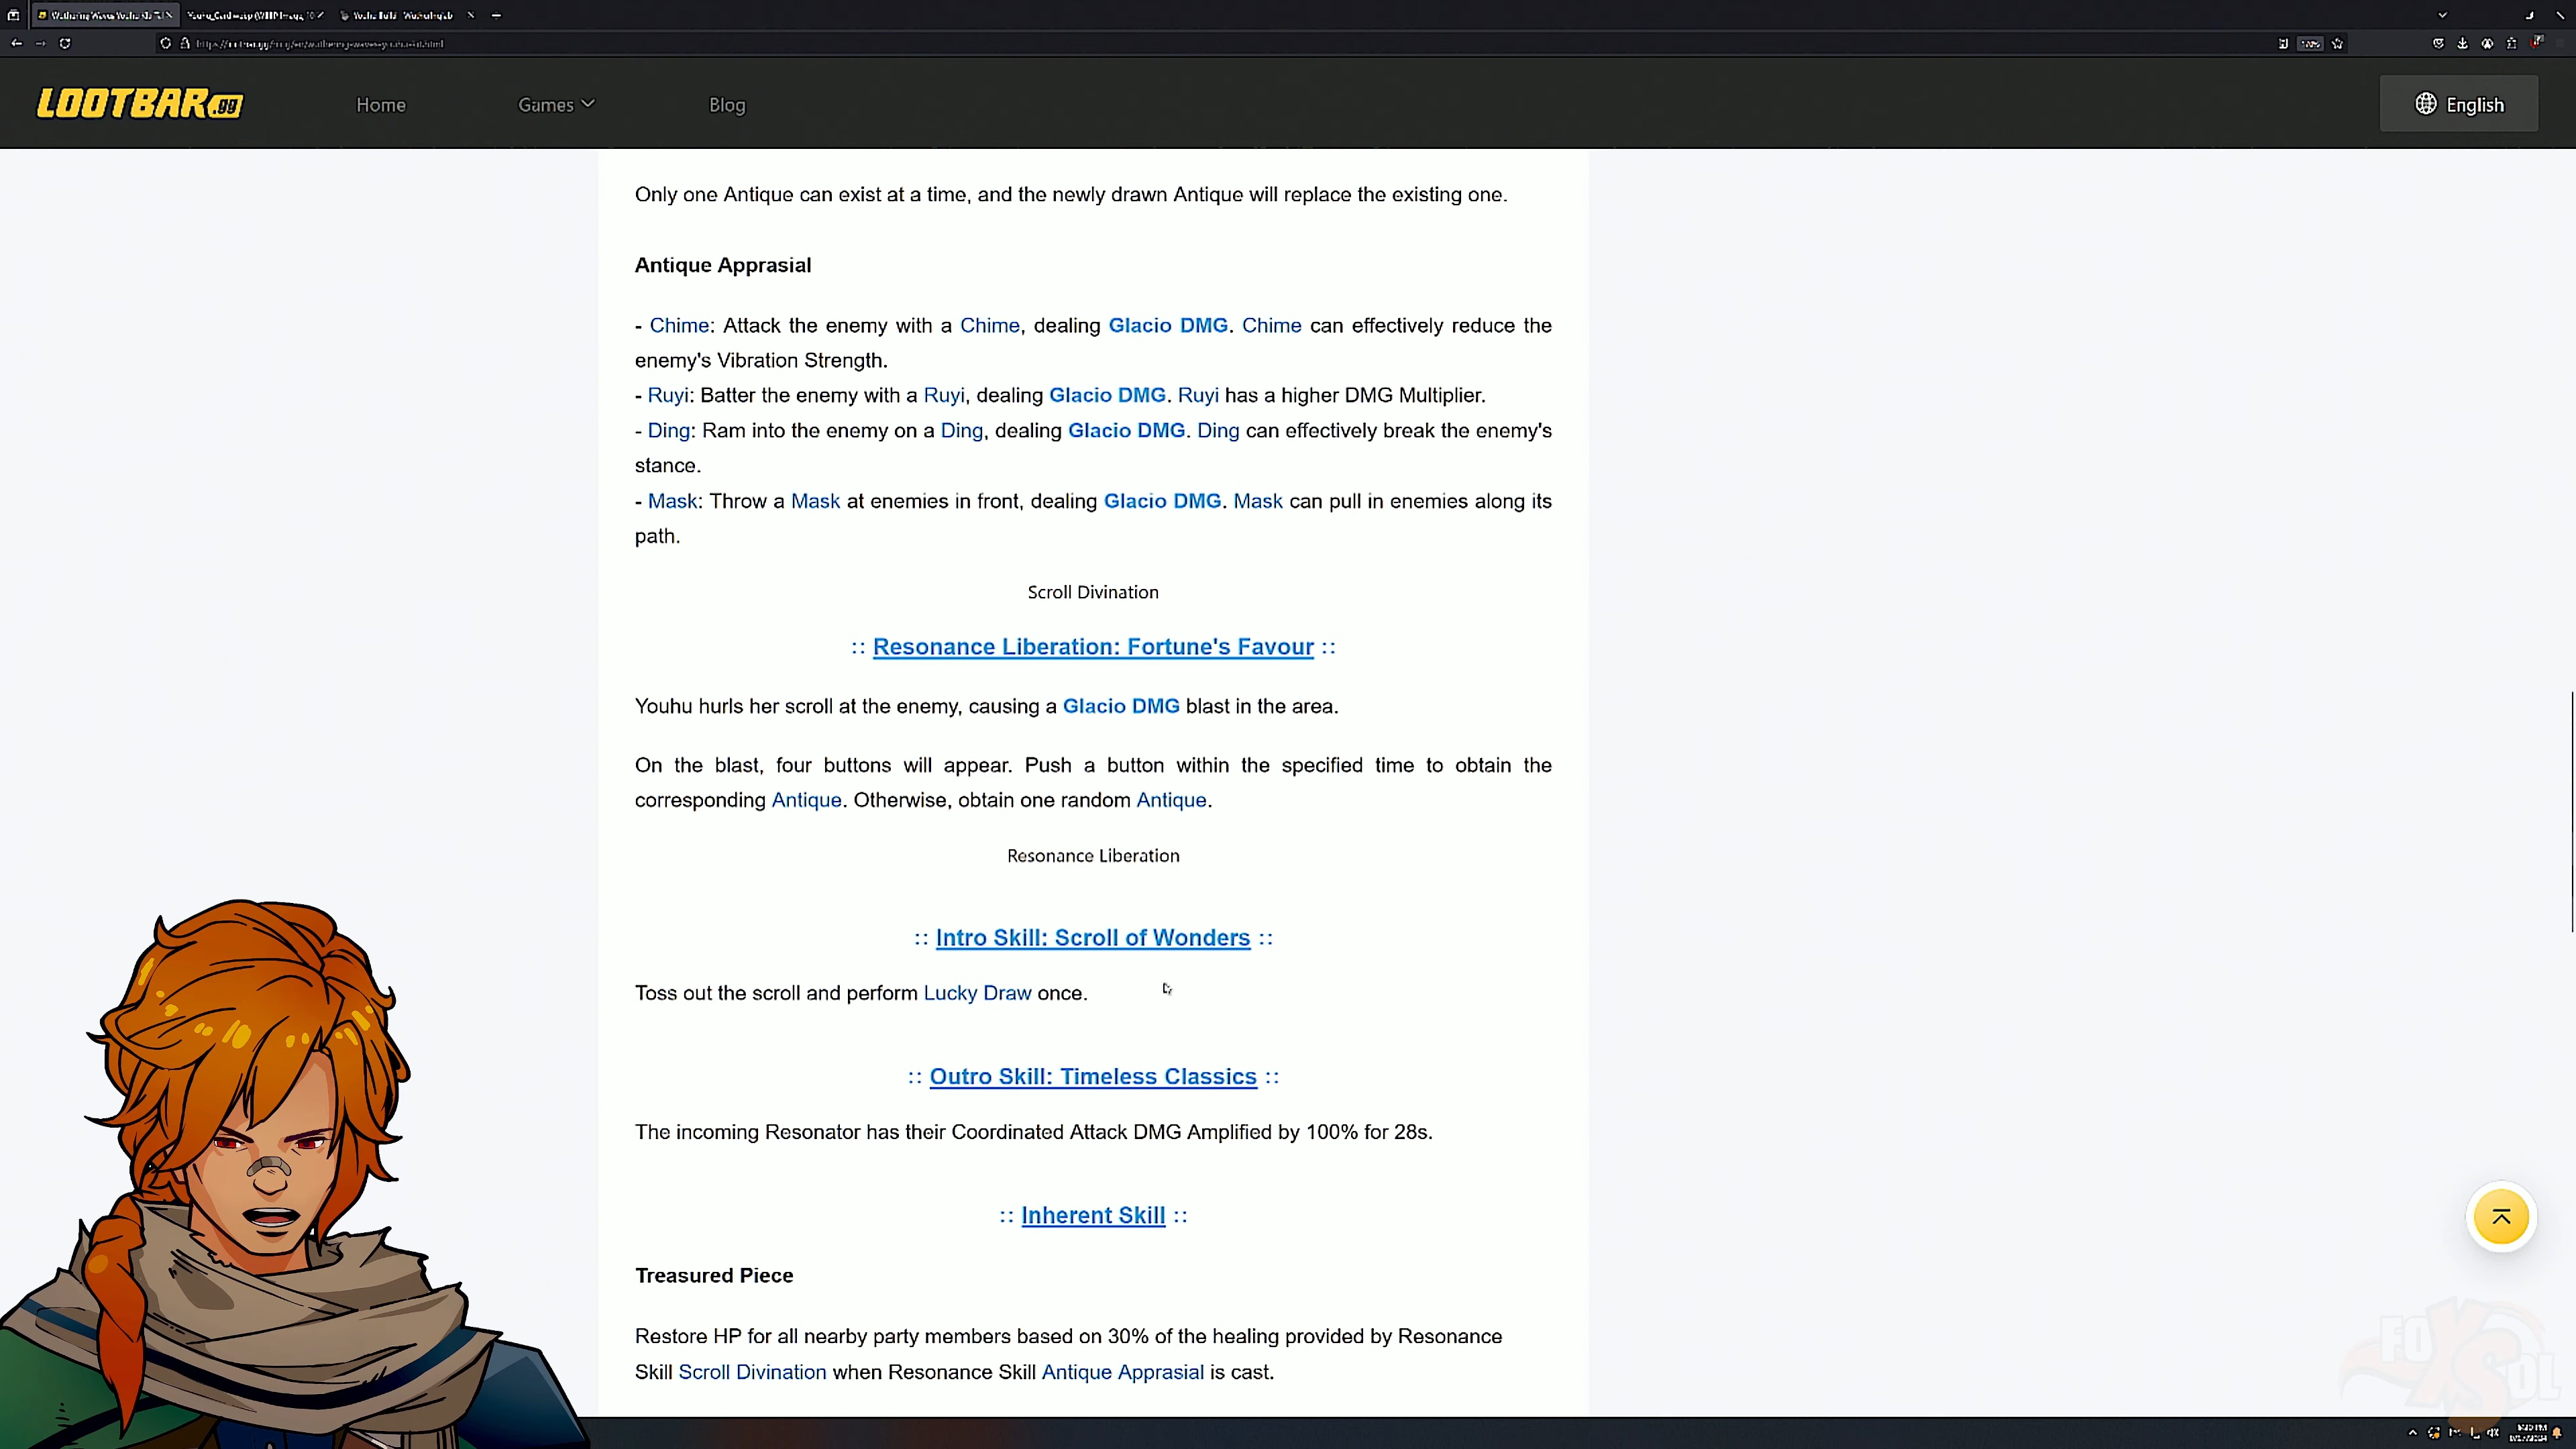 LOOTBAR.gg
Home
Games
Blog
English
Only one Antique can exist at a time, and the newly drawn Antique will replace the existing one.
Antique Apprasial
- Chime: Attack the enemy with a Chime, dealing Glacio DMG. Chime can effectively reduce the
enemy's Vibration Strength.
- Ruyi: Batter the enemy with a Ruyi, dealing Glacio DMG. Ruyi has a higher DMG Multiplier.
- Ding: Ram into the enemy on a Ding, dealing Glacio DMG. Ding can effectively break the enemy's
stance.
- Mask: Throw a Mask at enemies in front, dealing Glacio DMG. Mask can pull in enemies along its
path.
Scroll Divination
:: Resonance Liberation: Fortune's Favour ::
Youhu hurls her scroll at the enemy, causing a Glacio DMG blast in the area.
On the blast, four buttons will appear. Push a button within the specified time to obtain the
corresponding Antique. Otherwise, obtain one random Antique.
Resonance Liberation
:: Intro Skill: Scroll of Wonders ::
Toss out the scroll and perform Lucky Draw once.
:: Outro Skill: Timeless Classics ::
The incoming Resonator has their Coordinated Attack DMG Amplified by 100% for 28s.
:: Inherent Skill ::
Treasured Piece
Restore HP for all nearby party members based on 30% of the healing provided by Resonance
Skill Scroll Divination when Resonance Skill Antique Apprasial is cast.
FOXSOL